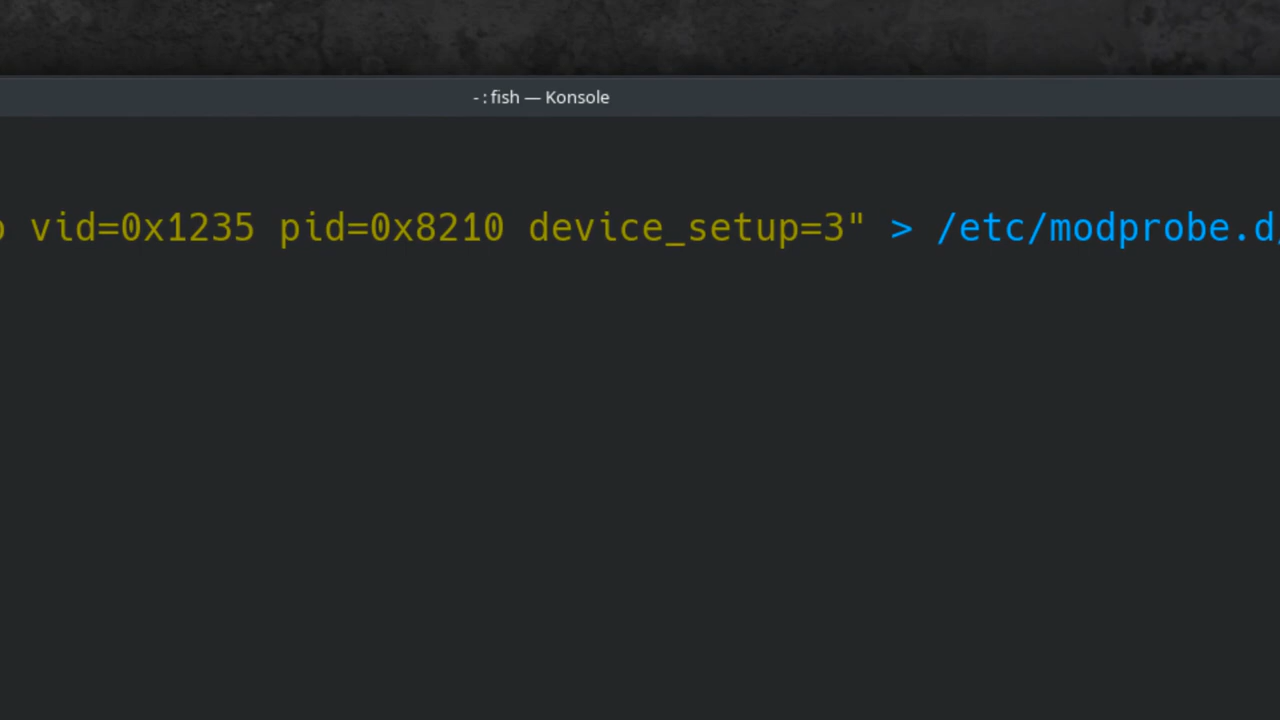 - : fish — Konsole
vid=0x1235 pid=0x8210 device_setup=3" > /etc/modprobe.d